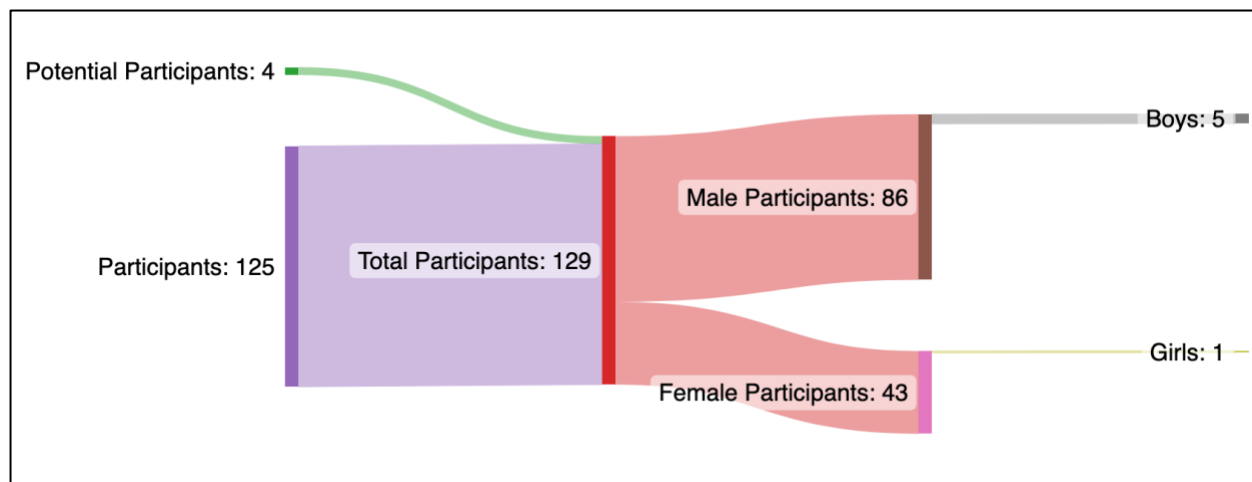 Potential Participants: 4
Participants: 125
Total Participants: 129
Male Participants: 86
Female Participants: 43
Boys: 5
Girls: 1